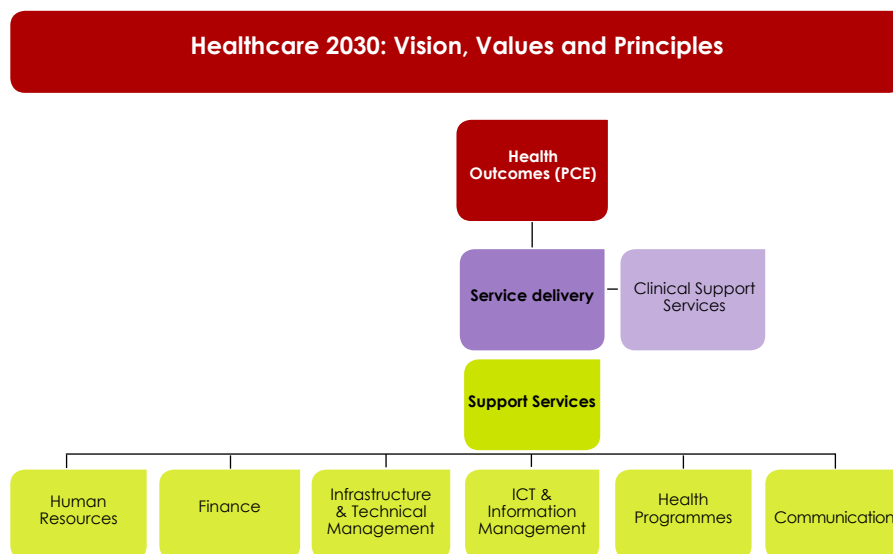 Healthcare 2030: Vision, Values and Principles
Health
Outcomes (PCE)
Service delivery
Clinical Support
Services
Support Services
Human
Resources
Finance
Infrastructure
& Technical
Management
ICT &
Information
Management
Health
Programmes
Communication